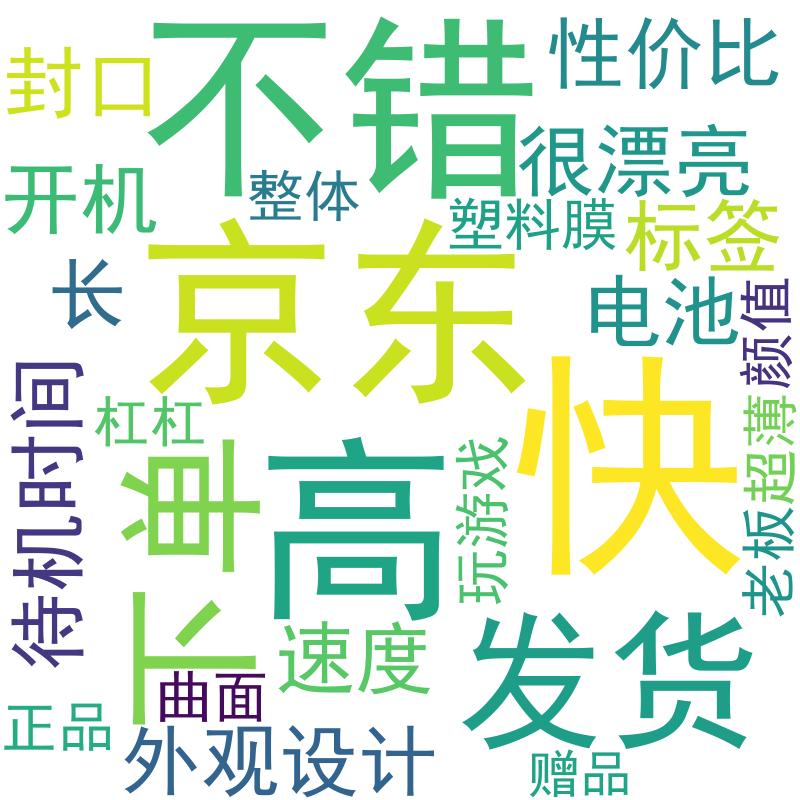 不错
性价比
封口
很漂亮
开机
整体
塑料膜
标签
京东
长
电池
颜值
快
待机时间
杠杠
超薄
下单
高
玩游戏
老板
发货
速度
曲面
正品
外观设计
赠品